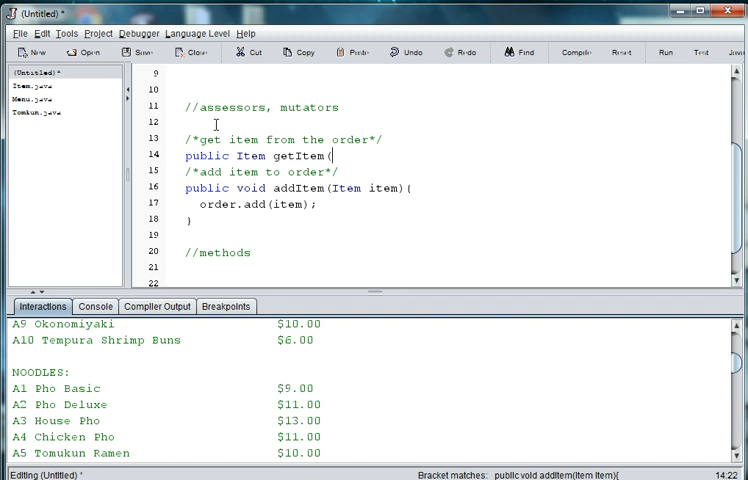 (Untitled) *
File Edit Tools Project Debugger Language Level Help
New Open Save Close Cut Copy Paste Undo Redo Find Compile Reset Run Test
(Untitled)*
Item.java
Menu.java
Tomkun.java
9
10
11 //assessors, mutators
12
13 /*get item from the order*/
14 public Item getItem(
15 /*add item to order*/
16 public void addItem(Item item){
17 order.add(item);
18 }
19
20 //methods
21
22
Interactions Console Compiler Output Breakpoints
A9 Okonomiyaki $10.00
A10 Tempura Shrimp Buns $6.00
NOODLES:
A1 Pho Basic $9.00
A2 Pho Deluxe $11.00
A3 House Pho $13.00
A4 Chicken Pho $11.00
A5 Tomukun Ramen $10.00
Editing (Untitled) * Bracket matches: public void addItem(Item item){ 14:22